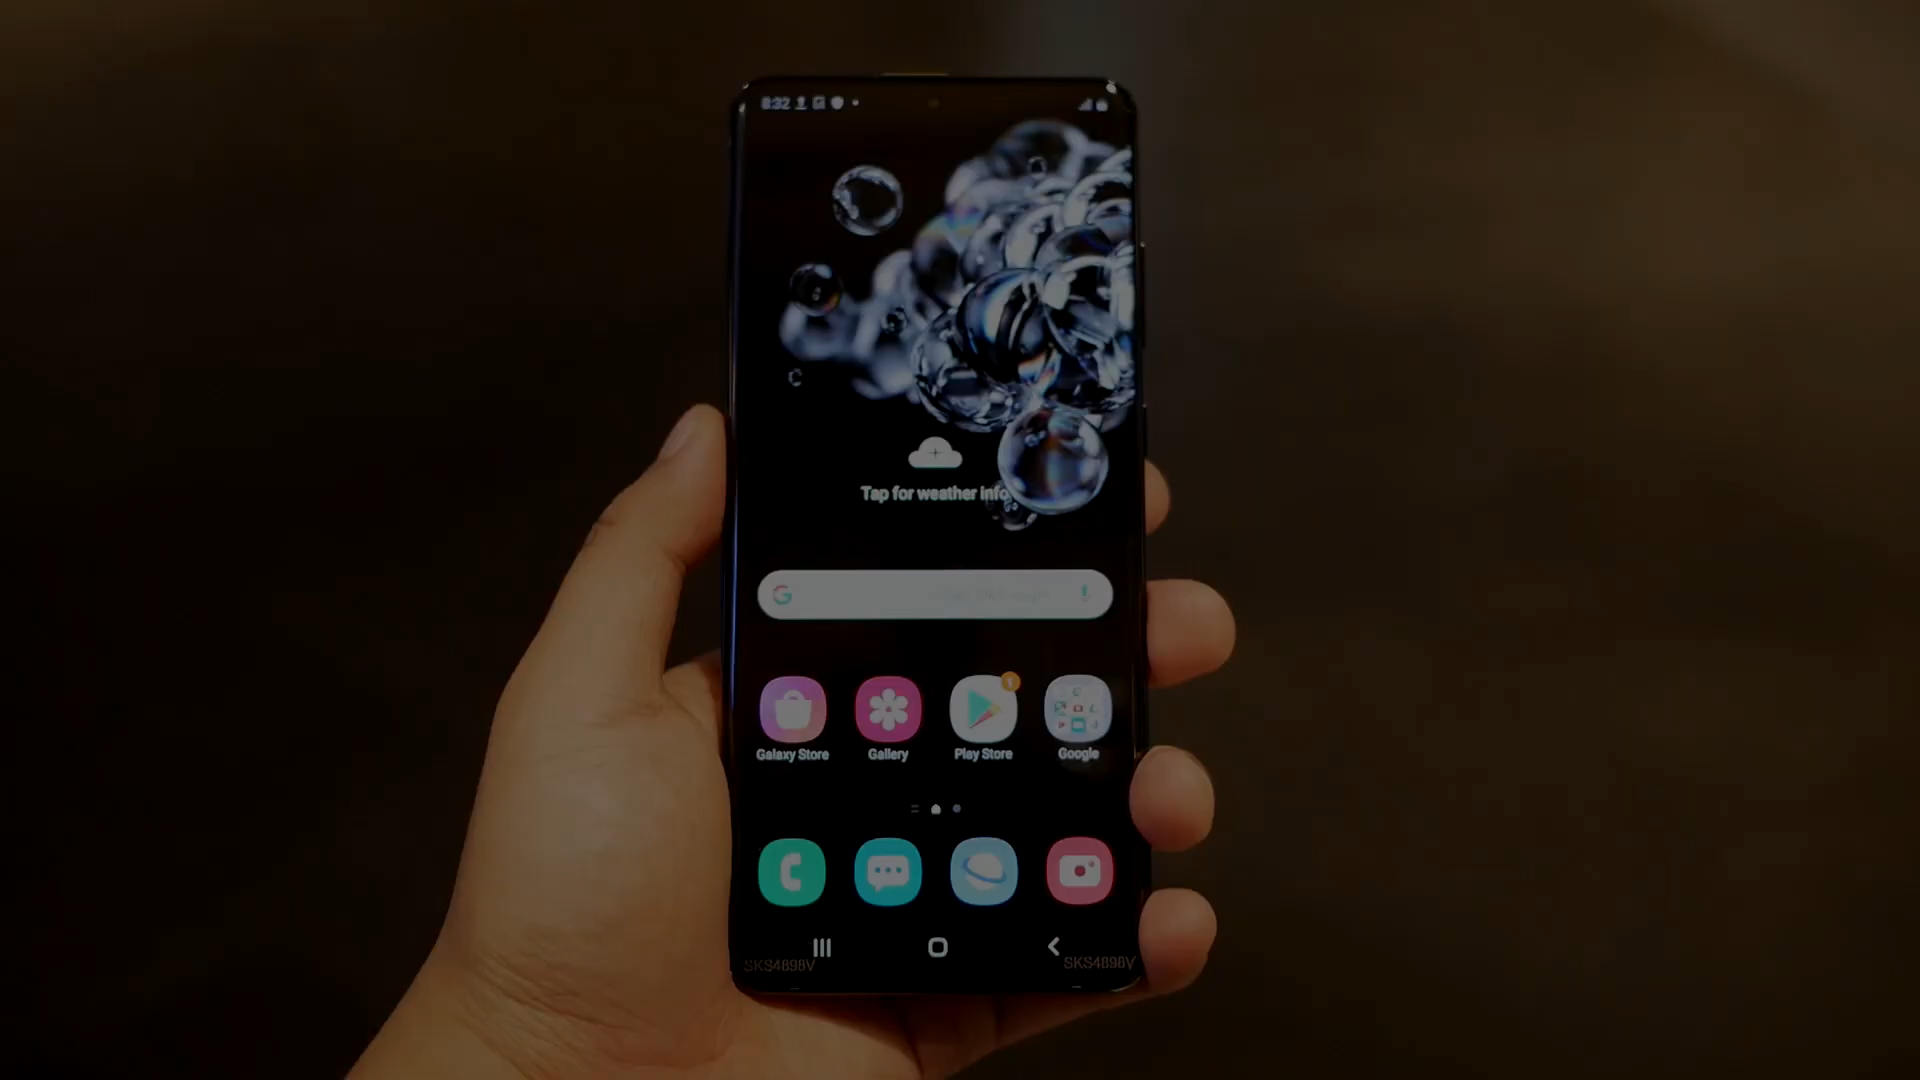 8:32
Tap for weather info
Galaxy Store
Gallery
Play Store
Google
SKS4898V
SKS4898V